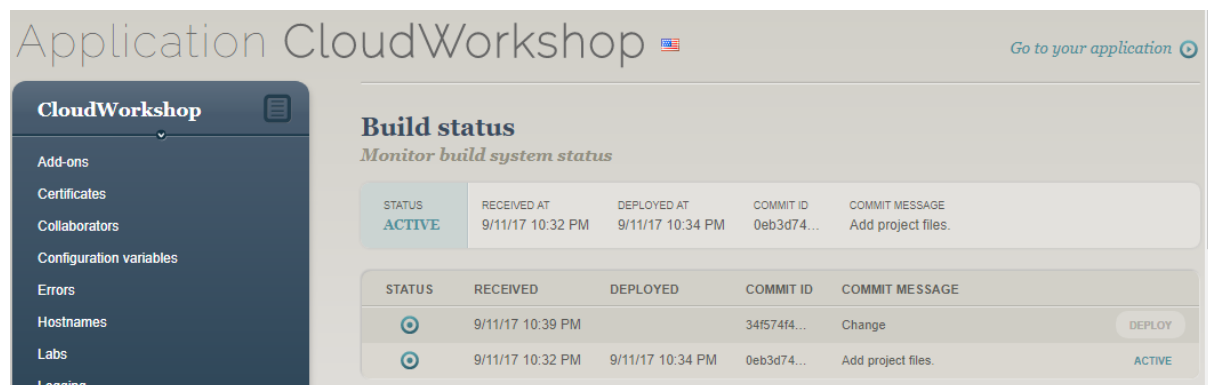 Application CloudWorkshop
Go to your application
CloudWorkshop
Add-ons
Certificates
Collaborators
Configuration variables
Errors
Hostnames
Labs
Logging
Build status
Monitor build system status
STATUS RECEIVED AT DEPLOYED AT COMMIT ID COMMIT MESSAGE
ACTIVE 9/11/17 10:32 PM 9/11/17 10:34 PM 0eb3d74... Add project files.
STATUS RECEIVED DEPLOYED COMMIT ID COMMIT MESSAGE
9/11/17 10:39 PM 34f574f4... Change DEPLOY
9/11/17 10:32 PM 9/11/17 10:34 PM 0eb3d74... Add project files. ACTIVE